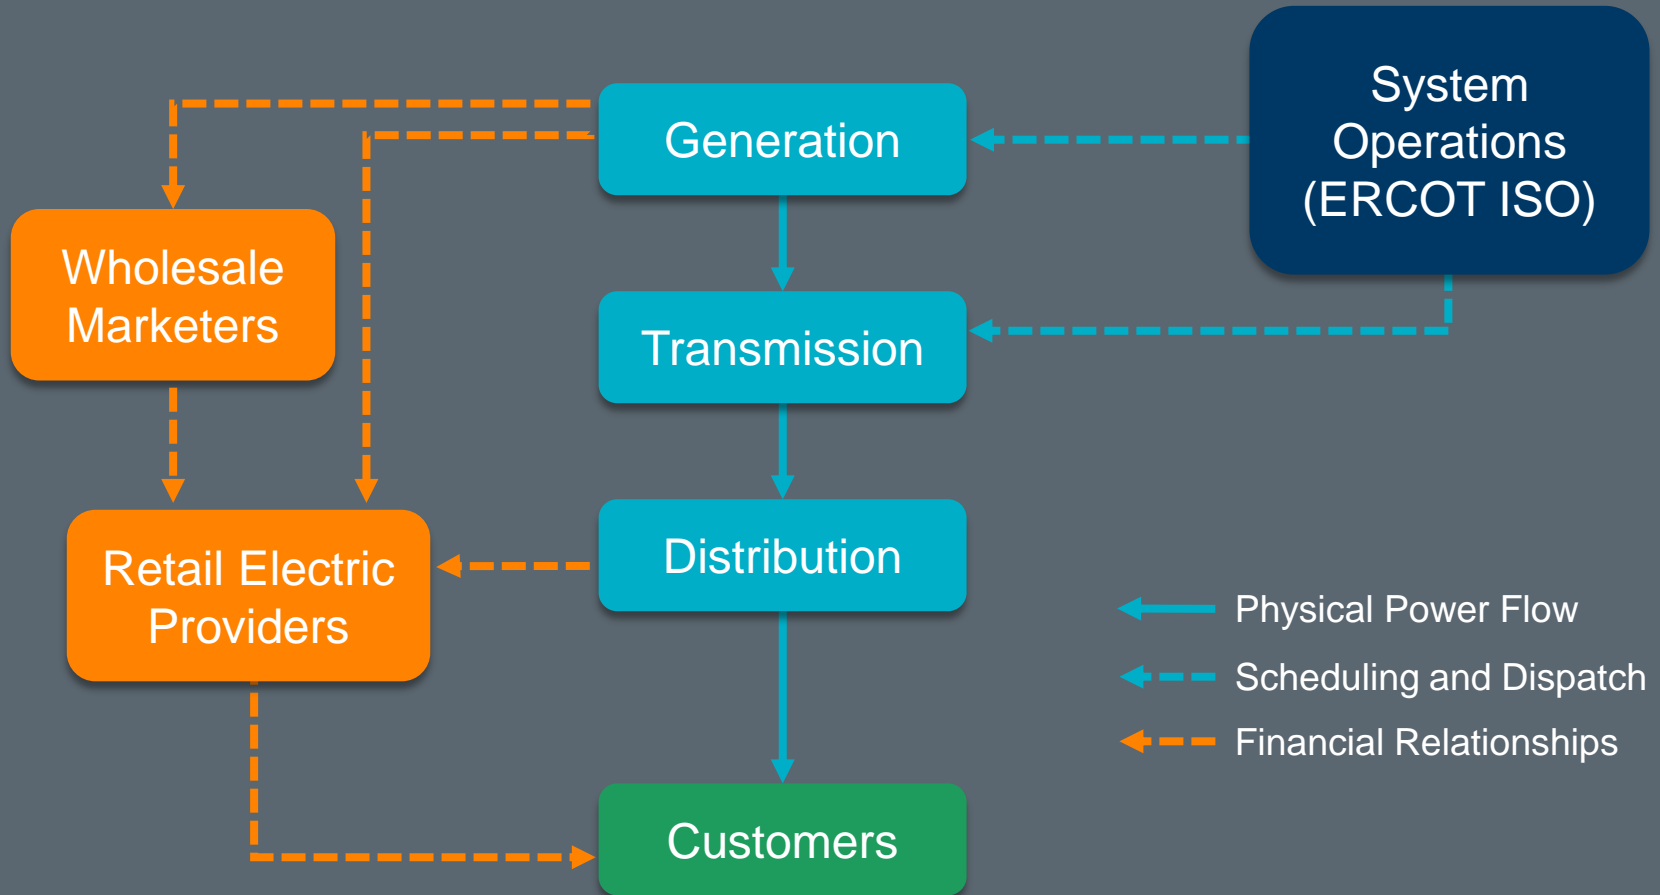 Generation
System
Operations
(ERCOT ISO)
Wholesale
Marketers
Transmission
Retail Electric
Providers
Distribution
Physical Power Flow
Scheduling and Dispatch
Financial Relationships
Customers